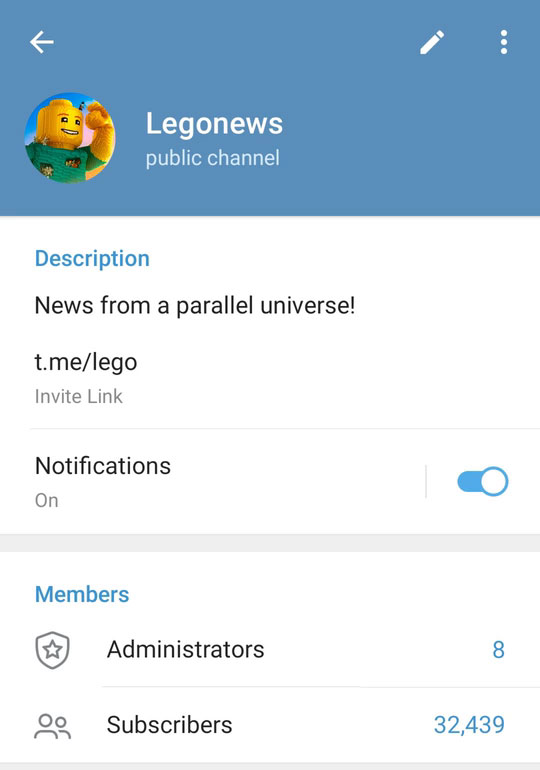 Legonews
public channel
Description
News from a parallel universe!
t.me/lego
Invite Link
Notifications
On
Members
Administrators 8
Subscribers 32,439